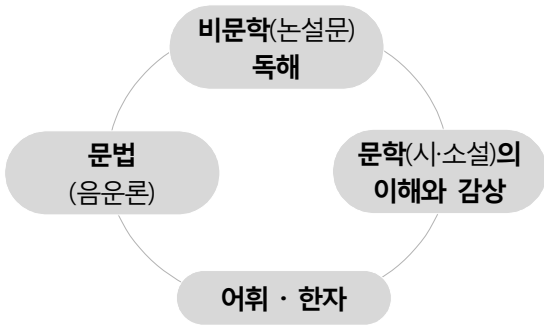 비문학(논설문)
독해
문법
(음운론)
문학(시·소설)의
이해와 감상
어휘 · 한자